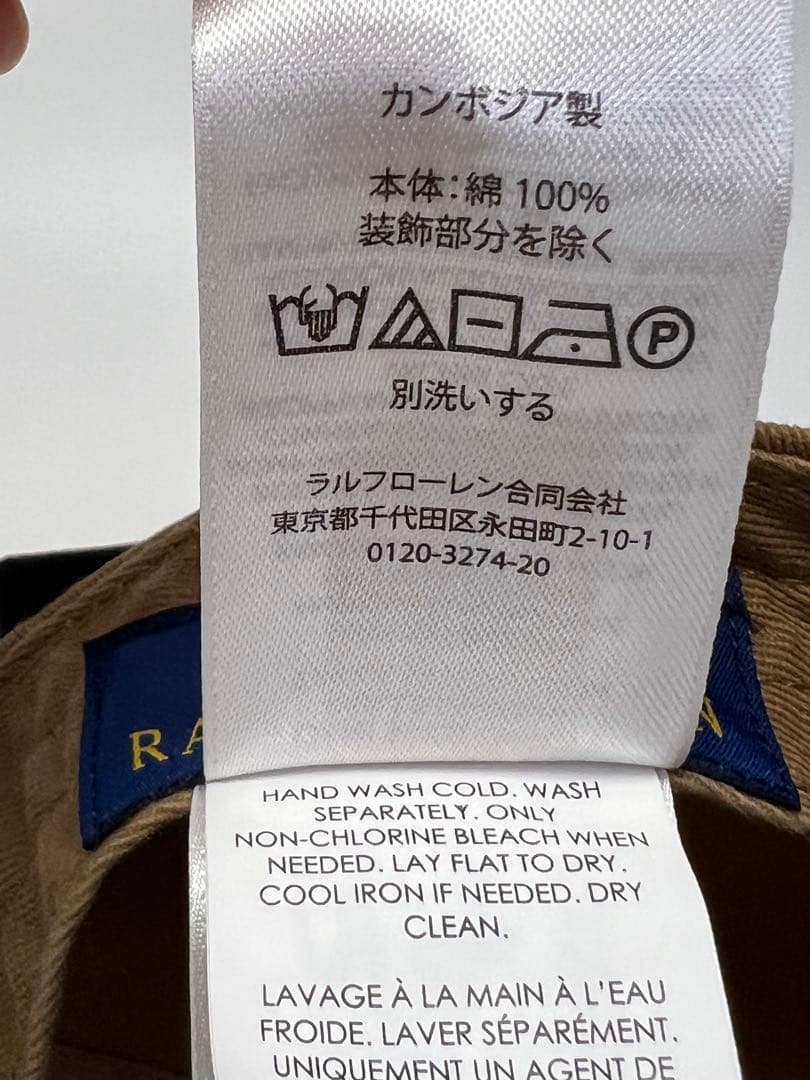 カンボジア製
本体:綿 100%
装飾部分を除く
P
別洗いする
ラルフローレン合同会社
東京都千代田区永田町2-10-1
0120-3274-20
HAND WASH COLD. WASH
SEPARATELY. ONLY
NON-CHLORINE BLEACH WHEN
NEEDED. LAY FLAT TO DRY.
COOL IRON IF NEEDED. DRY
CLEAN.
LAVAGE À LA MAIN À L'EAU
FROIDE. LAVER SÉPARÉMENT.
UNIQUEMENT UN AGENT DE